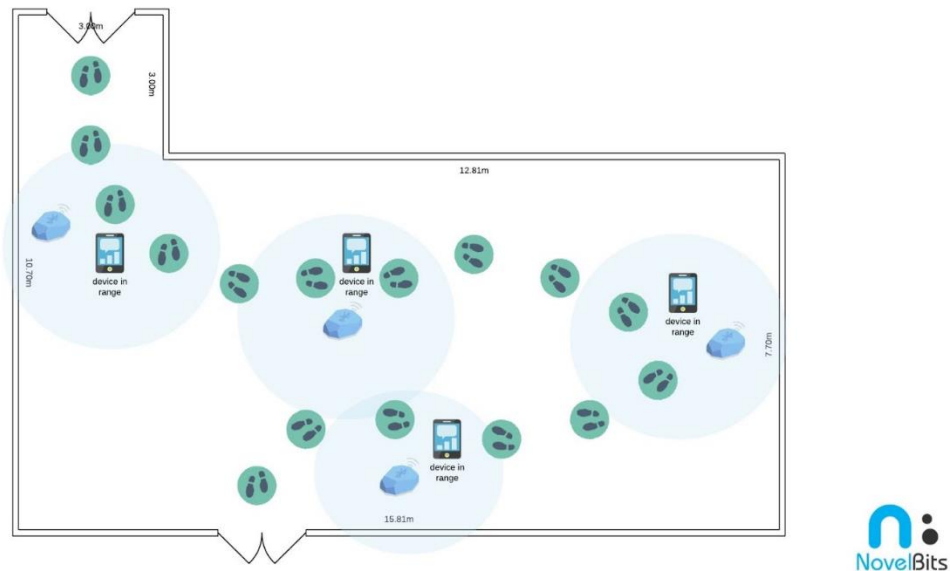 3.00m
3.00m
12.81m
device in
range
device in
range
10.70m
device in
range
7.70m
device in
range
15.81m
NovelBits